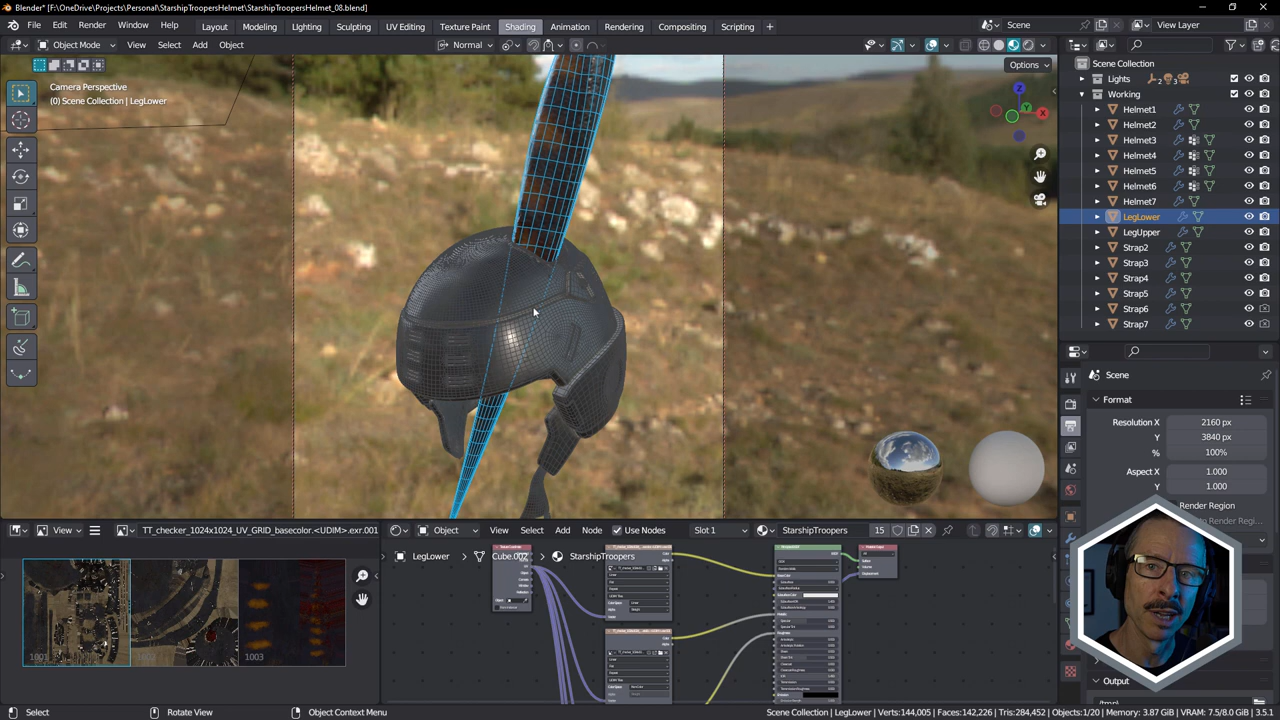 Blender* [F:\OneDrive\Projects\Personal\StarshipTroopersHelmet\StarshipTroopersHelmet_08.blend]
File Edit Render Window Help Layout Modeling Lighting Sculpting UV Editing Texture Paint Shading Animation Rendering Compositing Scripting + Scene View Layer
Object Mode View Select Add Object Normal
Options
Camera Perspective
(0) Scene Collection | LegLower
Z
Y
X
Scene Collection
Lights
Working
Helmet1
Helmet2
Helmet3
Helmet4
Helmet5
Helmet6
Helmet7
LegLower
LegUpper
Strap2
Strap3
Strap4
Strap5
Strap6
Strap7
Scene
Format
Resolution X 2160 px
Y 3840 px
% 100%
Aspect X 1.000
Y 1.000
Render Region
Output
View TT_checker_1024x1024_UV_GRID_basecolor.<UDIM>.exr.001
1001
1003
Object View Select Add Node Use Nodes Slot 1 StarshipTroopers 15
LegLower Cube.007 StarshipTroopers
Select Rotate View Object Context Menu Scene Collection | LegLower | Verts:144,005 | Faces:142,226 | Tris:284,452 | Objects:1/20 | Memory: 3.87 GiB | VRAM: 7.5/8.0 GiB | 3.5.1